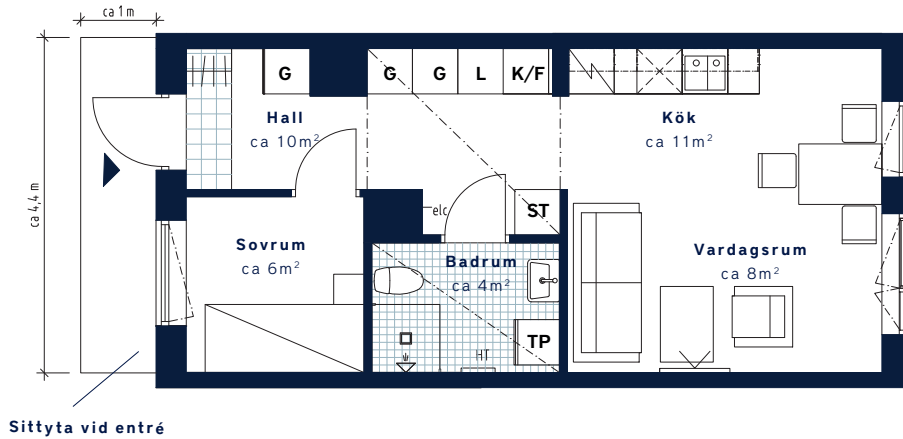 ca 1 m
G
G
G
L
K/F
Hall
ca 10m²
Kök
ca 11m²
ca 4,4 m
elc
ST
Sovrum
ca 6m²
Badrum
ca 4m²
Vardagsrum
ca 8m²
TP
HT
Sittyta vid entré